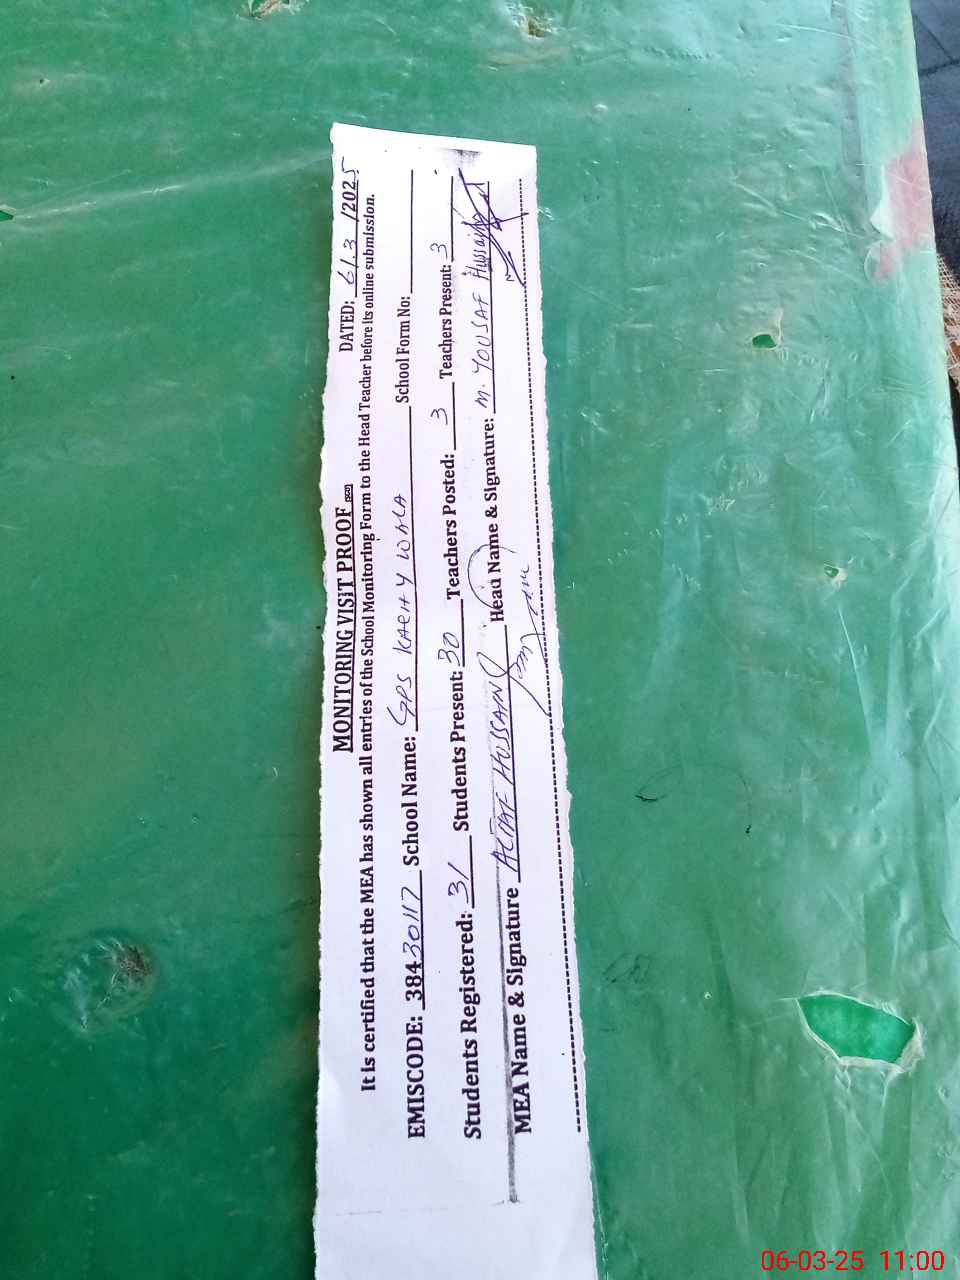 MONITORING VISIT PROOF
DATED: 6/.3 /2025
It is certified that the MEA has shown all entries of the School Monitoring Form to the Head Teacher before its online submission.
EMISCODE: 38430117 School Name: GPS KACHHY WALA School Form No:
Students Registered: 31 Students Present: 30 Teachers Posted: 3 Teachers Present: 3
MEA Name & Signature ALTAF HUSSAIN Head Name & Signature: M. YOUSAF Hussain
06-03-25 11:00